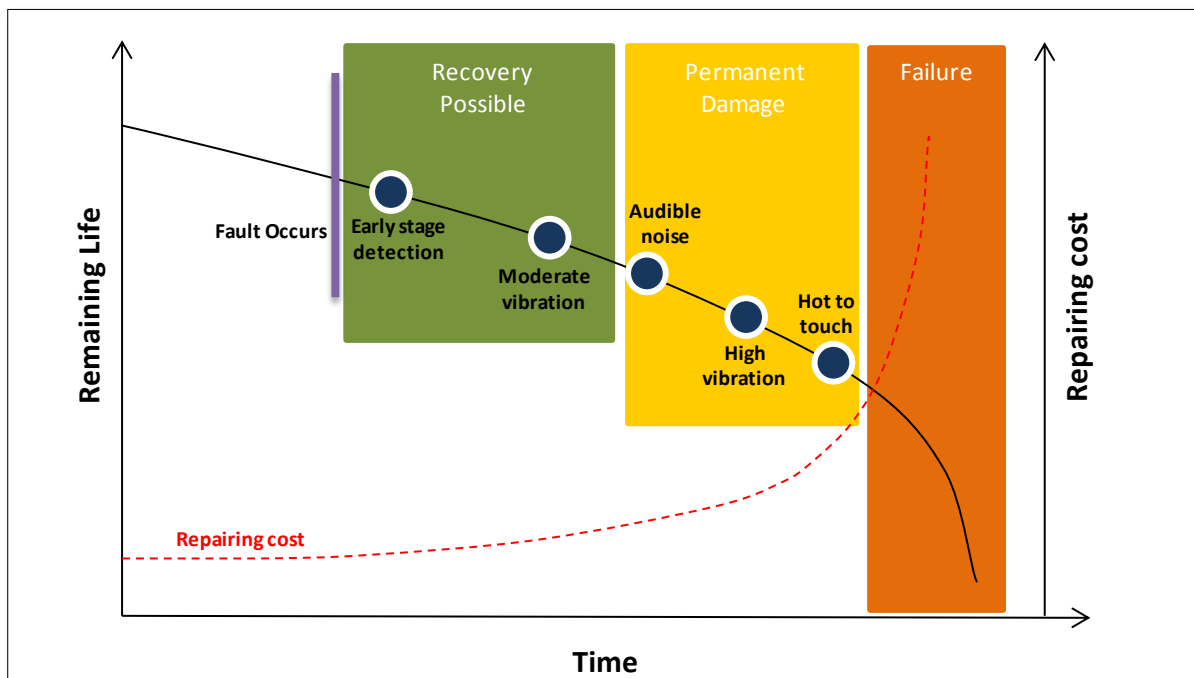 Recovery
Possible
Permanent
Damage
Failure
Remaining Life
Fault Occurs
Early stage
detection
Moderate
vibration
Audible
noise
High
vibration
Hot to
touch
Repairing cost
Repairing cost
Time